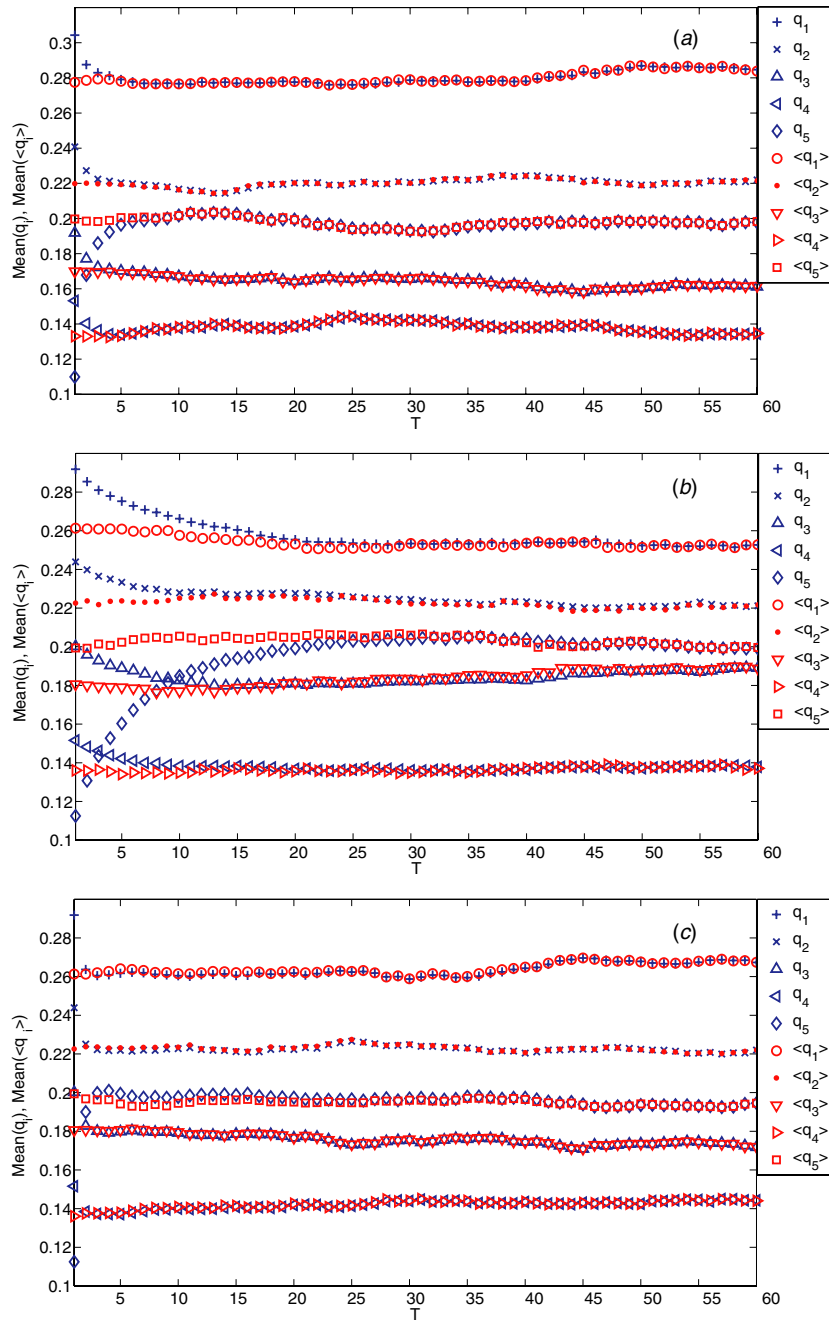 (a)
Mean(q_i), Mean(<q_i>)
0.3
0.28
0.26
0.24
0.22
0.20
0.18
0.16
0.14
0.12
0.1
5 10 15 20 25 30 35 40 45 50 55 60
T
q_1
q_2
q_3
q_4
q_5
<q_1>
<q_2>
<q_3>
<q_4>
<q_5>
(b)
Mean(q_i), Mean(<q_i>)
0.28
0.26
0.24
0.22
0.20
0.18
0.16
0.14
0.12
0.1
5 10 15 20 25 30 35 40 45 50 55 60
T
q_1
q_2
q_3
q_4
q_5
<q_1>
<q_2>
<q_3>
<q_4>
<q_5>
(c)
Mean(q_i), Mean(<q_i>)
0.28
0.26
0.24
0.22
0.20
0.18
0.16
0.14
0.12
0.1
5 10 15 20 25 30 35 40 45 50 55 60
T
q_1
q_2
q_3
q_4
q_5
<q_1>
<q_2>
<q_3>
<q_4>
<q_5>